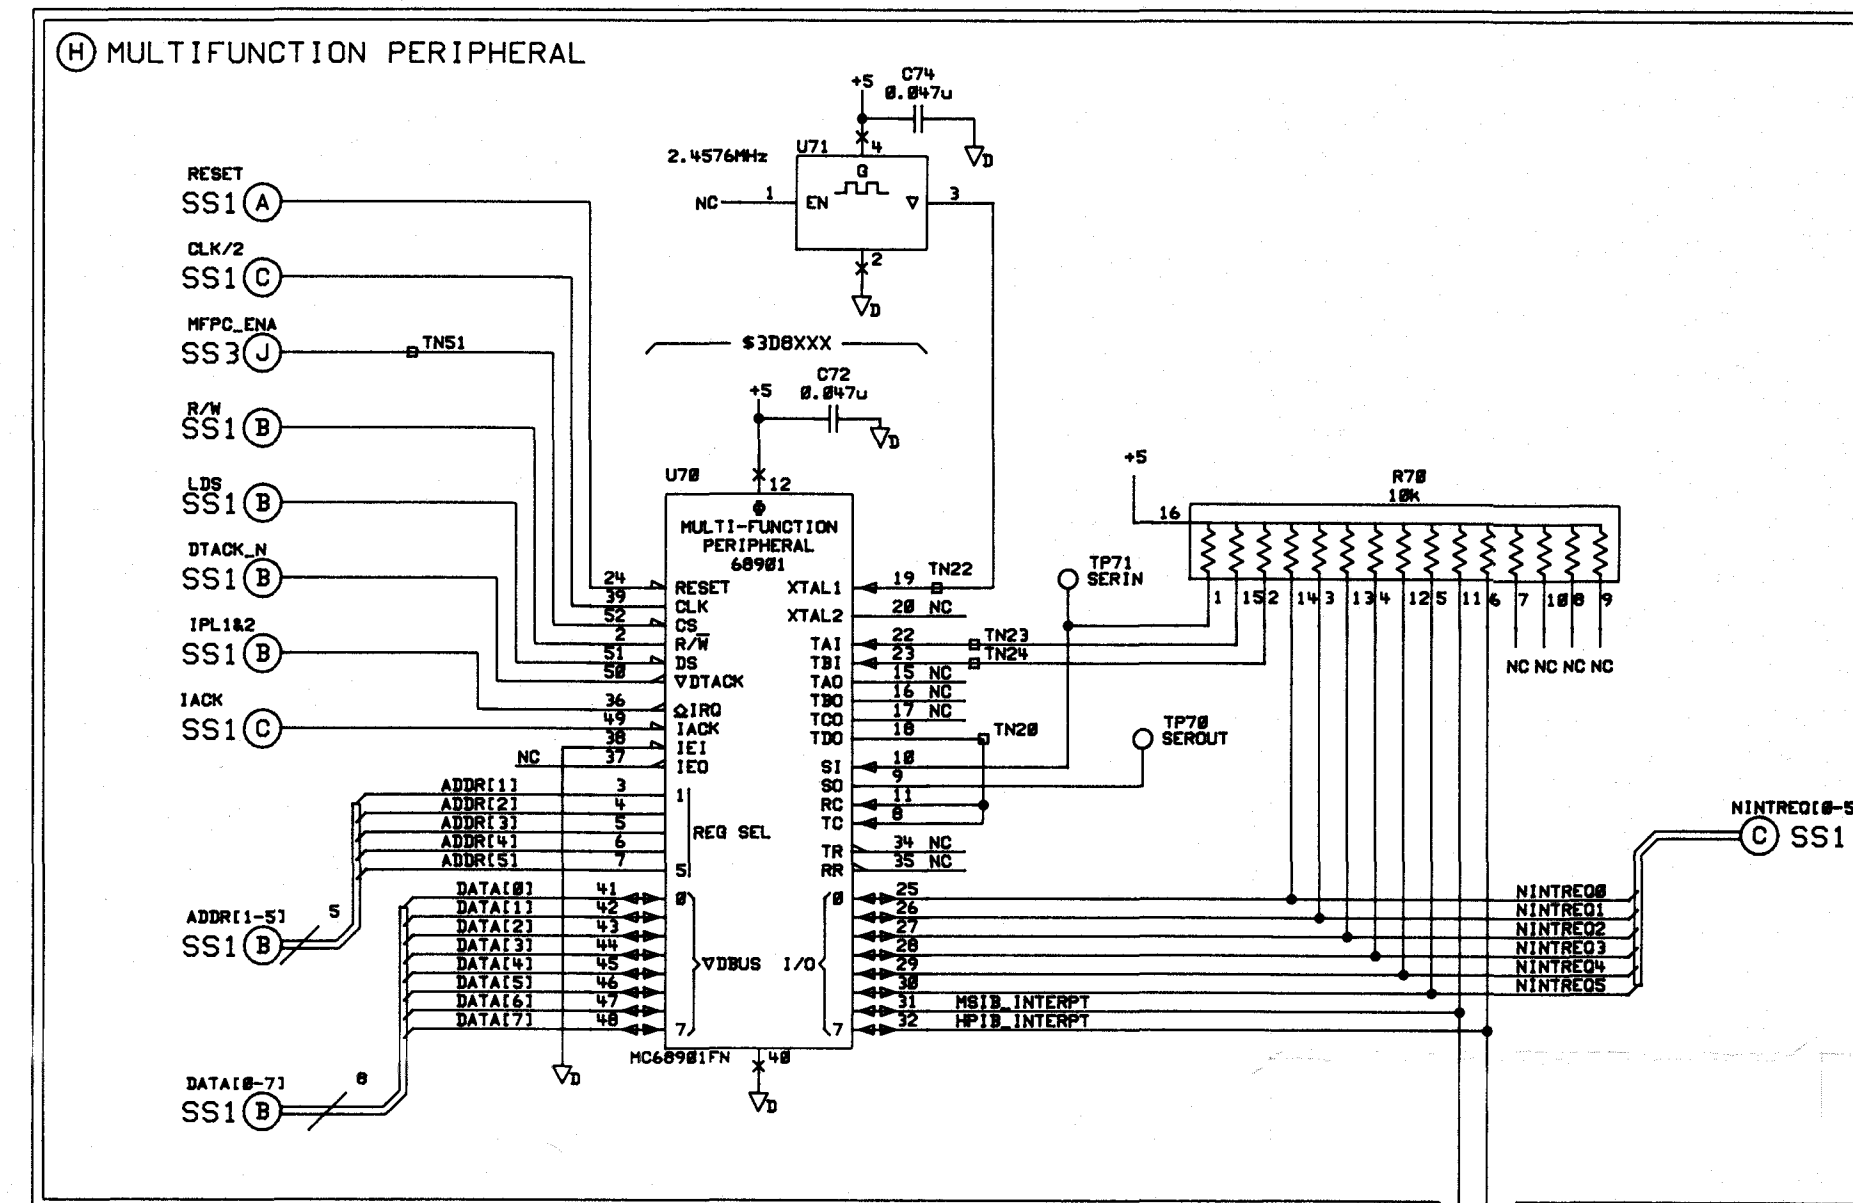 H MULTIFUNCTION PERIPHERAL
+5
C74
0.047u
2.4576MHz
U71
4
D
G
NC
1
EN
3
2
D
RESET
SS1 A
CLK/2
SS1 C
MFPC_ENA
SS3 J
TN51
R/W
SS1 B
LDS
SS1 B
DTACK_N
SS1 B
IPL1&2
SS1 B
IACK
SS1 C
$3D8XXX
+5
C72
0.047u
D
U70
12
Φ
MULTI-FUNCTION
PERIPHERAL
68901
24 RESET
39 CLK
52 CS
2 R/W̅
51 DS
50 ▽DTACK
36 IRQ
49 IACK
38 IEI
NC 37 IEO
ADDR[1] 3 1
ADDR[2] 4
ADDR[3] 5
REG SEL
ADDR[4] 6
ADDR[5] 7 5
ADDR[1-5]
5
SS1 B
DATA[0] 41 0
DATA[1] 42
DATA[2] 43
DATA[3] 44
DATA[4] 45
▽DBUS
DATA[5] 46
DATA[6] 47
DATA[7] 48 7
DATA[0-7]
8
SS1 B
D
MC68901FN
40
D
XTAL1 19 TN22
XTAL2 20 NC
TAI 22 TN23
TBI 23 TN24
TAO 15 NC
TBO 16 NC
TCO 17 NC
TDO 18 TN20
SI 10
SO 9
RC 11
TC 8
TR 34 NC
RR 35 NC
TP71
SERIN
TP70
SEROUT
+5
16
R70
10k
1 15 2 14 3 13 4 12 5 11 6 7 10 8 9
NC NC NC NC
0 25 NINTREQ0
26 NINTREQ1
27 NINTREQ2
28 NINTREQ3
I/O
29 NINTREQ4
30 NINTREQ5
31 MSIB_INTERPT
7 32 HPIB_INTERPT
NINTREQ[0-5
C SS1